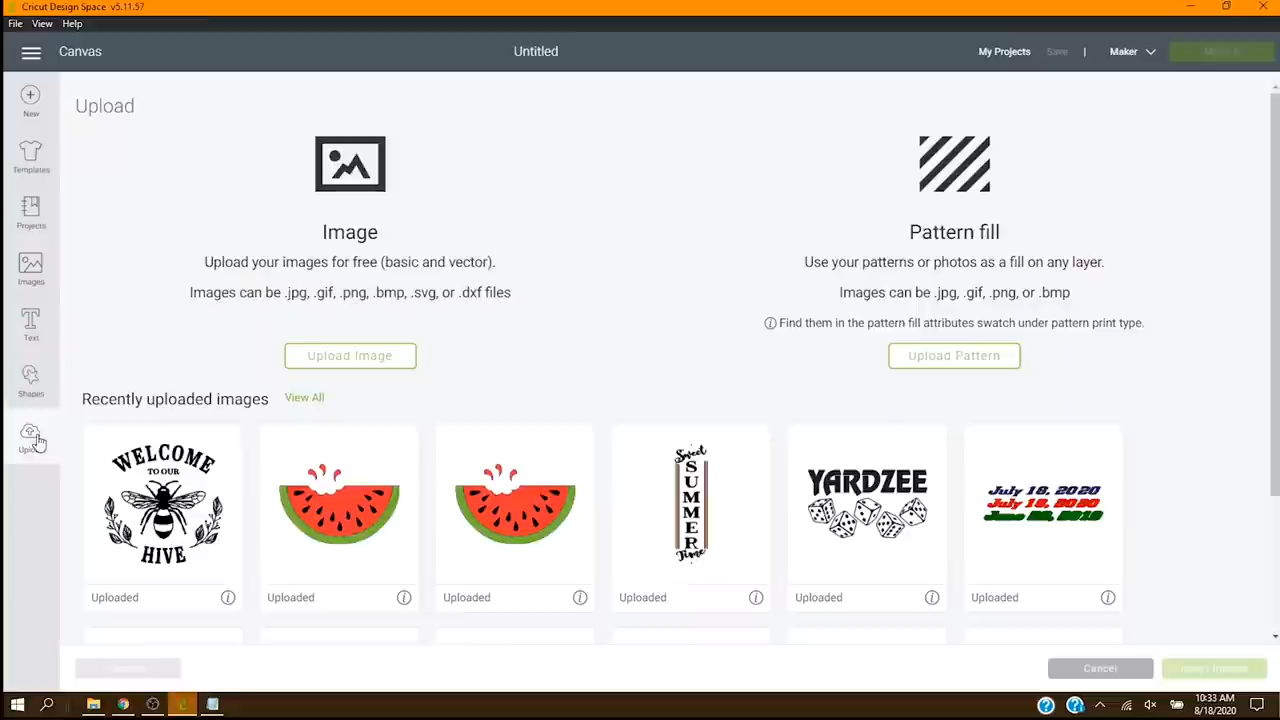 Cricut Design Space v5.11.57
File View Help
Canvas
Untitled
My Projects Save | Maker
New
Templates
Projects
Images
Text
Shapes
Upload
Image
Upload your images for free (basic and vector).
Images can be .jpg, .gif, .png, .bmp, .svg, or .dxf files
Upload Image
Pattern fill
Use your patterns or photos as a fill on any layer.
Images can be .jpg, .gif, .png, or .bmp
Find them in the pattern fill attributes swatch under pattern print type.
Upload Pattern
Recently uploaded images View All
WELCOME
TO OUR
HIVE
Sweet
SUMMER
Time
YARDZEE
July 18, 2020
July 18, 2020
Uploaded
Uploaded
Uploaded
Uploaded
Uploaded
Uploaded
Cancel
10:33 AM
8/18/2020